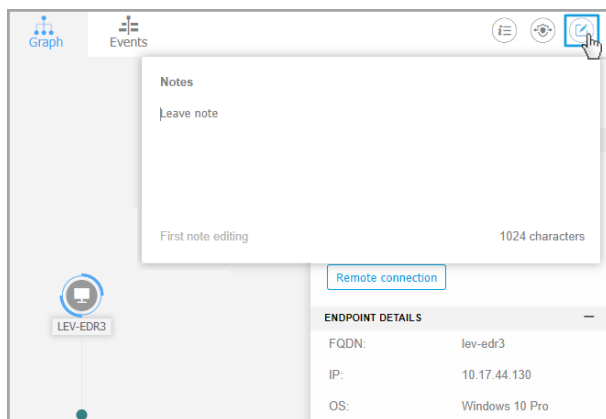 Graph
Events
Notes
Leave note
First note editing
1024 characters
Remote connection
LEV-EDR3
ENDPOINT DETAILS
FQDN: lev-edr3
IP: 10.17.44.130
OS: Windows 10 Pro